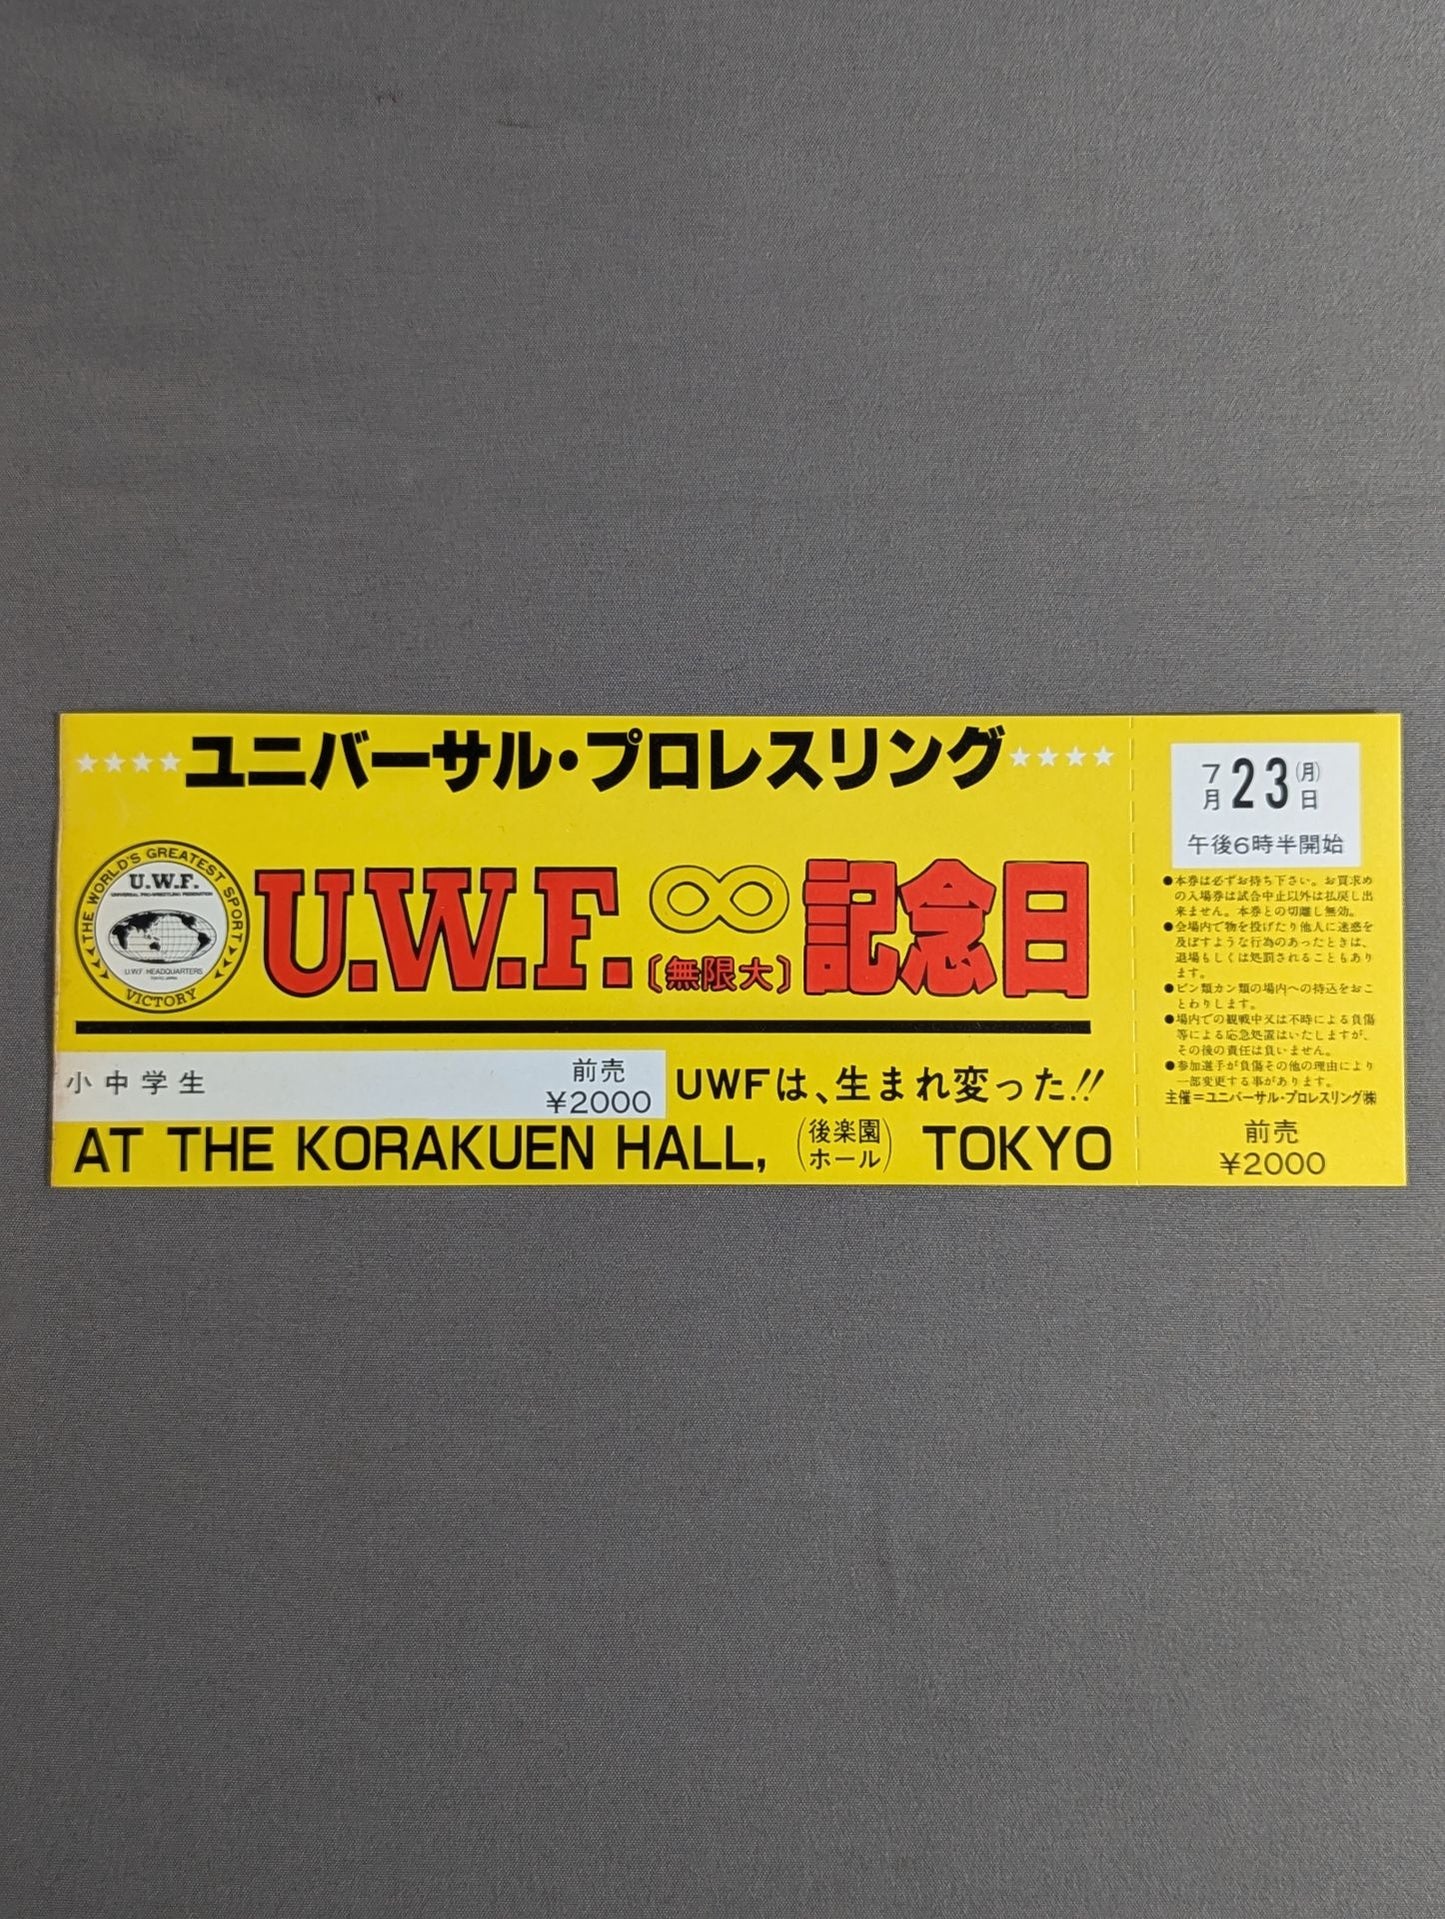 ★★★★ユニバーサル・プロレスリング★★★★
THE WORLD'S GREATEST SPORT
U.W.F.
UNIVERSAL PRO-WRESTLING FEDERATION
U.W.F. HEADQUARTERS
TOKYO JAPAN
VICTORY
U.W.F.∞記念日
〔無限大〕
小中学生
前売
¥2000
UWFは、生まれ変った!!
AT THE KORAKUEN HALL, (後楽園ホール) TOKYO
7月23日(月)
午後6時半開始
●本券は必ずお持ち下さい。お買求め
の入場券は試合中止以外は払戻し出
来ません。本券との切離し無効。
●会場内で物を投げたり他人に迷惑を
及ぼすような行為のあったときは、
退場もしくは処罰されることもあり
ます。
●ビン類カン類の場内への持込をおこ
とわりします。
●場内での観戦中又は不時による負傷
等による応急処置はいたしますが、
その後の責任は負いません。
●参加選手が負傷その他の理由により
一部変更する事があります。
主催=ユニバーサル・プロレスリング㈱
前売
¥2000